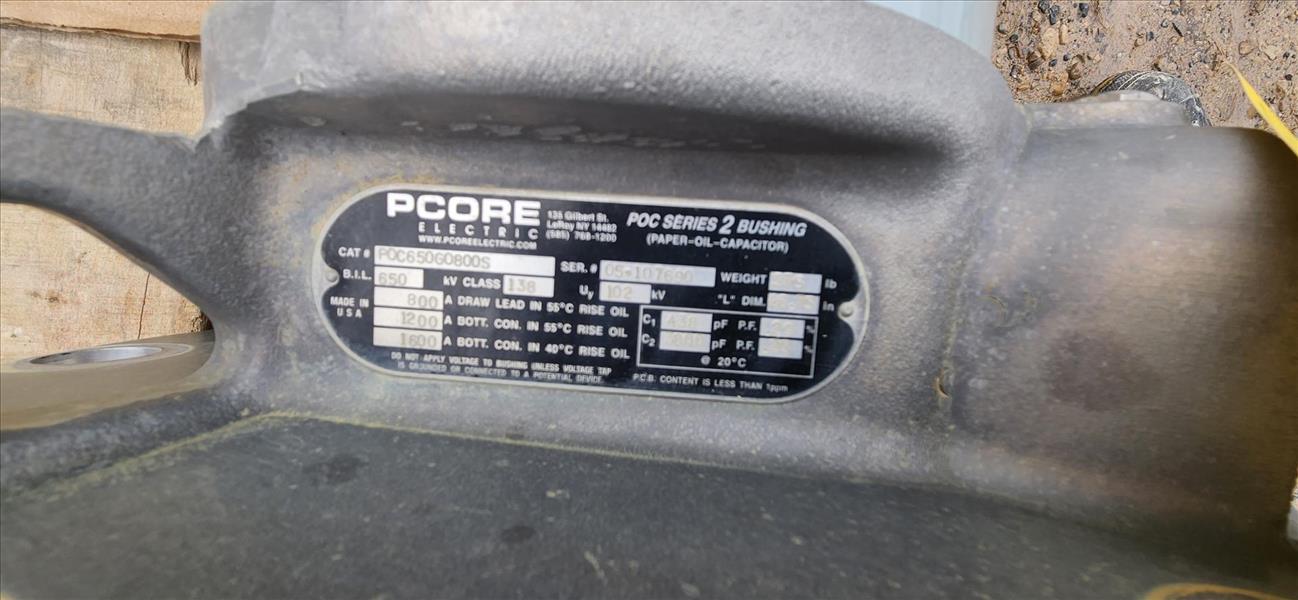 PCORE
ELECTRIC
WWW.PCOREELECTRIC.COM
135 Gilbert St.
LeRoy NY 14482
(585) 768-1200
POC SERIES 2 BUSHING
(PAPER-OIL-CAPACITOR)
CAT # POC650G0800S SER. # WEIGHT lb
B.I.L. 650 kV CLASS 138 Uy 102 kV "L" DIM. in
MADE IN
USA
800 A DRAW LEAD IN 55°C RISE OIL
1200 A BOTT. CON. IN 55°C RISE OIL
1600 A BOTT. CON. IN 40°C RISE OIL
C1 pF P.F. %
C2 pF P.F. %
@ 20°C
DO NOT APPLY VOLTAGE TO BUSHING UNLESS VOLTAGE TAP
IS GROUNDED OR CONNECTED TO A POTENTIAL DEVICE
P.C.B. CONTENT IS LESS THAN 1ppm